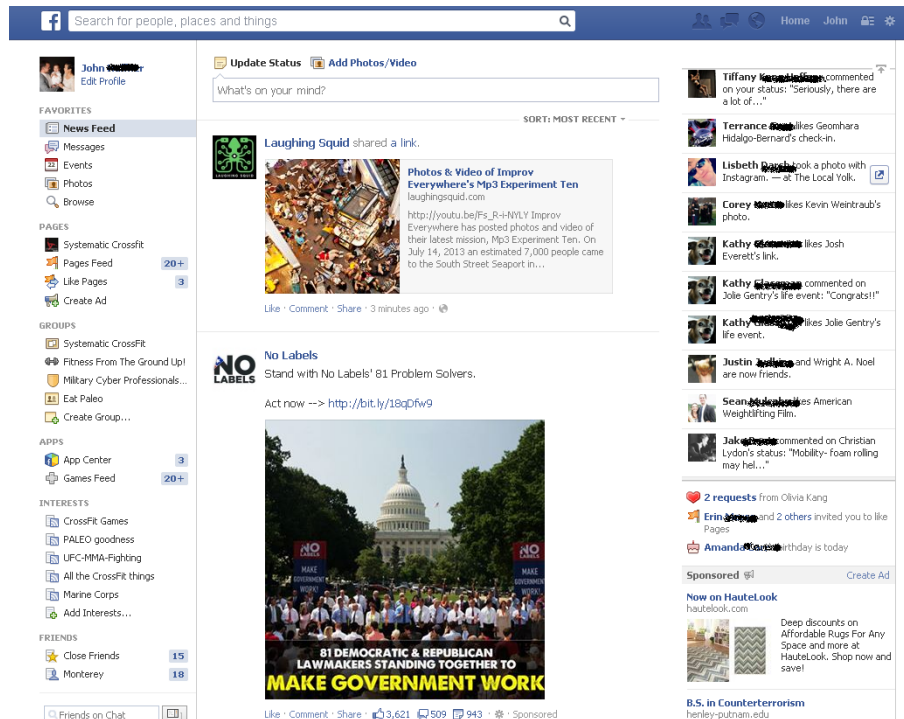 Search for people, places and things
Home John
John
Edit Profile
FAVORITES
News Feed
Messages
22 Events
Photos
Browse
PAGES
Systematic Crossfit
Pages Feed 20+
Like Pages 3
Create Ad
GROUPS
Systematic CrossFit
Fitness From The Ground Up!
Military Cyber Professionals...
Eat Paleo
Create Group...
APPS
App Center 3
Games Feed 20+
INTERESTS
CrossFit Games
PALEO goodness
UFC-MMA-Fighting
All the CrossFit things
Marine Corps
Add Interests...
FRIENDS
Close Friends 15
Monterey 18
Friends on Chat
Update Status Add Photos/Video
What's on your mind?
SORT: MOST RECENT
LAUGHING SQUID
Laughing Squid shared a link.
Photos & Video of Improv
Everywhere's Mp3 Experiment Ten
laughingsquid.com
http://youtu.be/Fs_R-i-NYLY Improv
Everywhere has posted photos and video of
their latest mission, Mp3 Experiment Ten. On
July 14, 2013 an estimated 7,000 people came
to the South Street Seaport in...
Like · Comment · Share · 3 minutes ago ·
NO
LABELS
No Labels
Stand with No Labels' 81 Problem Solvers.
Act now --> http://bit.ly/18qDfw9
NO
LABELS
MAKE
GOVERNMENT
WORK!
NO
LABELS
MAKE
GOVERNMENT
WORK!
81 DEMOCRATIC & REPUBLICAN
LAWMAKERS STANDING TOGETHER TO
MAKE GOVERNMENT WORK
Like · Comment · Share · 3,621 509 943 · Sponsored
Tiffany commented
on your status: "Seriously, there are
a lot of..."
Terrance likes Geomhara
Hidalgo-Bernard's check-in.
Lisbeth took a photo with
Instagram. — at The Local Yolk.
Corey likes Kevin Weintraub's
photo.
Kathy likes Josh
Everett's link.
Kathy commented on
Jolie Gentry's life event: "Congrats!!"
Kathy likes Jolie Gentry's
life event.
Justin and Wright A. Noel
are now friends.
Sean likes American
Weightlifting Film.
Jake commented on Christian
Lydon's status: "Mobility- foam rolling
may hel..."
2 requests from Olivia Kang
Erin and 2 others invited you to like
Pages
Amanda birthday is today
Sponsored Create Ad
Now on HauteLook
hautelook.com
Deep discounts on
Affordable Rugs For Any
Space and more at
HauteLook. Shop now and
save!
B.S. in Counterterrorism
henley-putnam.edu